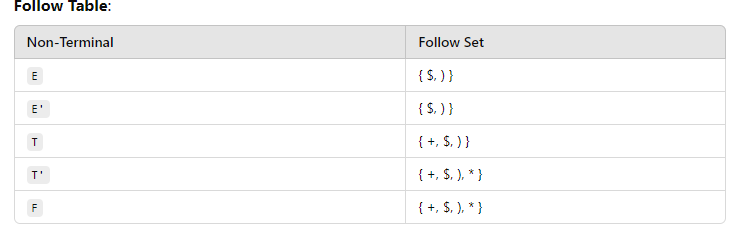 Follow Table:
Non-Terminal Follow Set
E { $, ) }
E' { $, ) }
T { +, $, ) }
T' { +, $, ), * }
F { +, $, ), * }